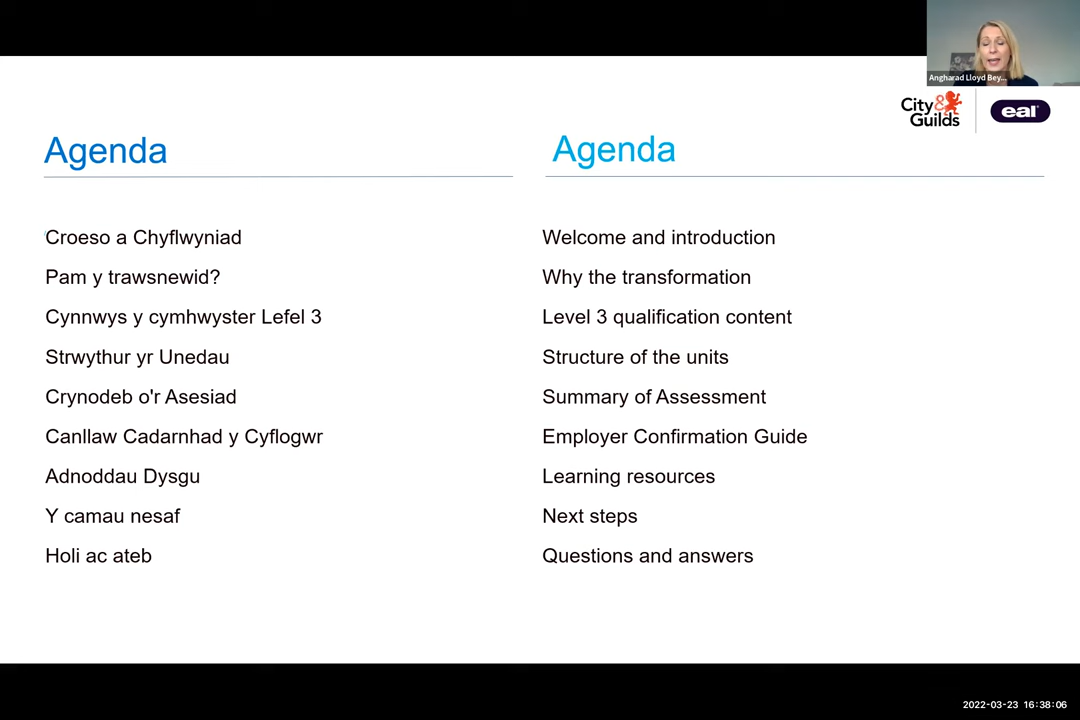 Angharad Lloyd Bey...
City & Guilds
eal
Agenda
Croeso a Chyflwyniad
Pam y trawsnewid?
Cynnwys y cymhwyster Lefel 3
Strwythur yr Unedau
Crynodeb o'r Asesiad
Canllaw Cadarnhad y Cyflogwr
Adnoddau Dysgu
Y camau nesaf
Holi ac ateb
Agenda
Welcome and introduction
Why the transformation
Level 3 qualification content
Structure of the units
Summary of Assessment
Employer Confirmation Guide
Learning resources
Next steps
Questions and answers
2022-03-23 16:38:06